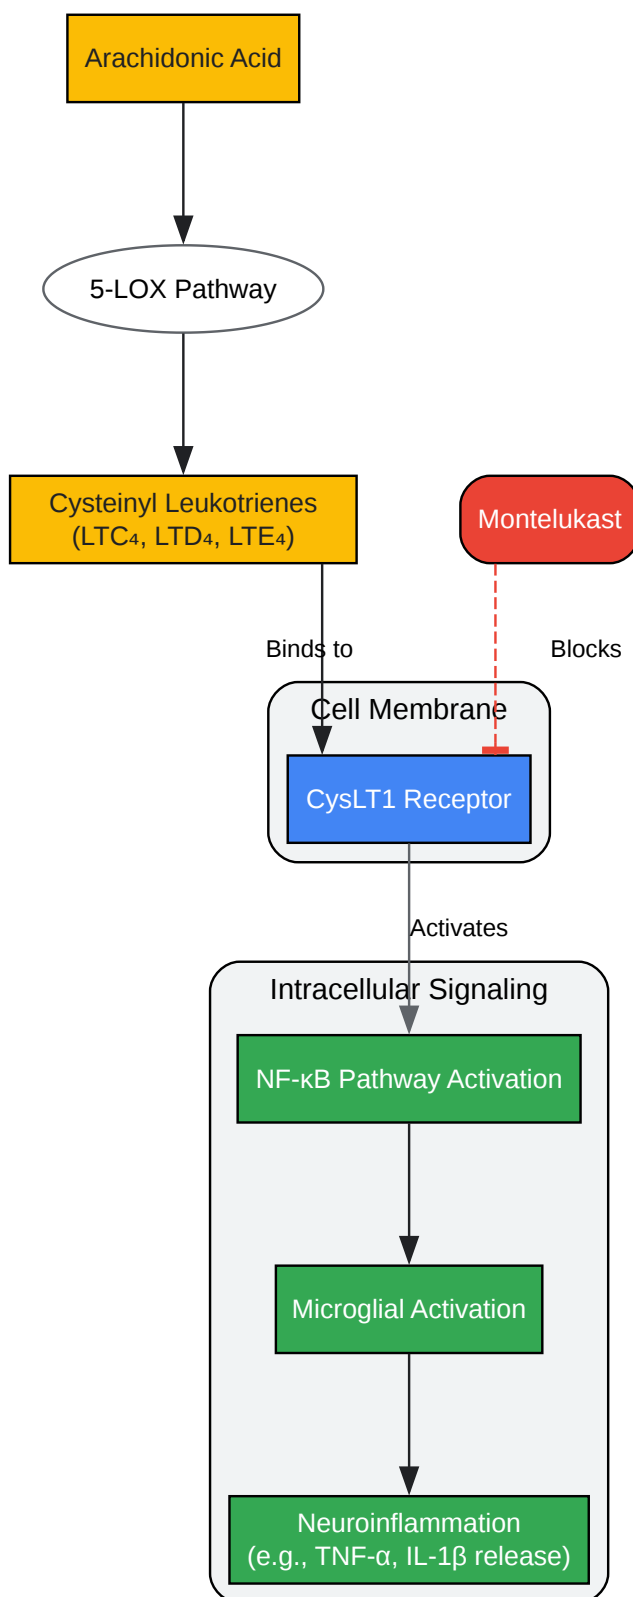 Arachidonic Acid
5-LOX Pathway
Cysteinyl Leukotrienes
(LTC₄, LTD₄, LTE₄)
Montelukast
Binds to
Blocks
Cell Membrane
CysLT1 Receptor
Activates
Intracellular Signaling
NF-κB Pathway Activation
Microglial Activation
Neuroinflammation
(e.g., TNF-α, IL-1β release)